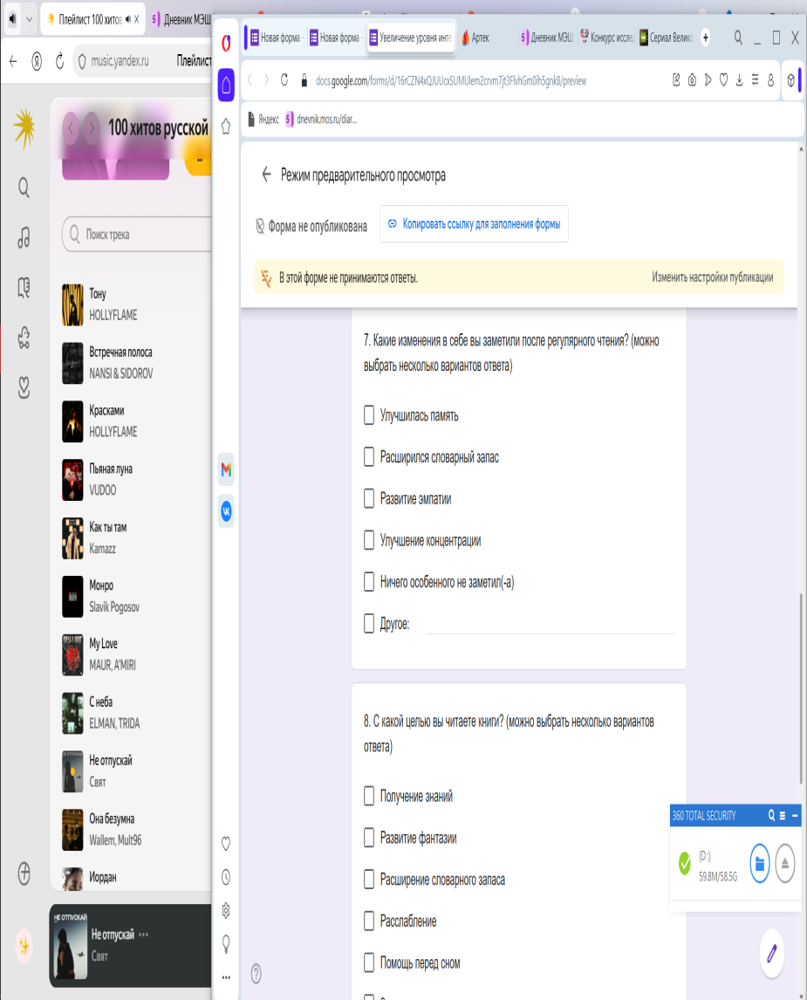 Плейлист 100 хитов
Дневник МЭШ
music.yandex.ru
Плейлист
100 хитов русской
Поиск трека
Тону
HOLLYFLAME
Встречная полоса
NANSI & SIDOROV
Красками
HOLLYFLAME
Пьяная луна
VUDOO
Как ты там
Kamazz
Монро
Slavik Pogosov
My Love
MAUR, A'MIRI
С неба
ELMAN, TRIDA
Не отпускай
Свят
Она безумна
Wallem, Mult96
Иордан
НЕ ОТПУСКАЙ
Не отпускай
Свят
Новая форма -
Новая форма -
Увеличение уровня инте
Артек
Дневник МЭШ
Конкурс иссле
Сериал Велико
docs.google.com/forms/d/16rCZN4xQJUUcxSUMUlem2crvm7jt3FlvhGm0ih5gnk8/preview
Яндекс
dnevnik.mos.ru/diar...
Режим предварительного просмотра
Форма не опубликована
Копировать ссылку для заполнения формы
В этой форме не принимаются ответы.
Изменить настройки публикации
7. Какие изменения в себе вы заметили после регулярного чтения? (можно
выбрать несколько вариантов ответа)
Улучшилась память
Расширился словарный запас
Развитие эмпатии
Улучшение концентрации
Ничего особенного не заметил(-а)
Другое:
8. С какой целью вы читаете книги? (можно выбрать несколько вариантов
ответа)
Получение знаний
Развитие фантазии
Расширение словарного запаса
Расслабление
Помощь перед сном
360 TOTAL SECURITY
(D:)
59.8M/58.5G